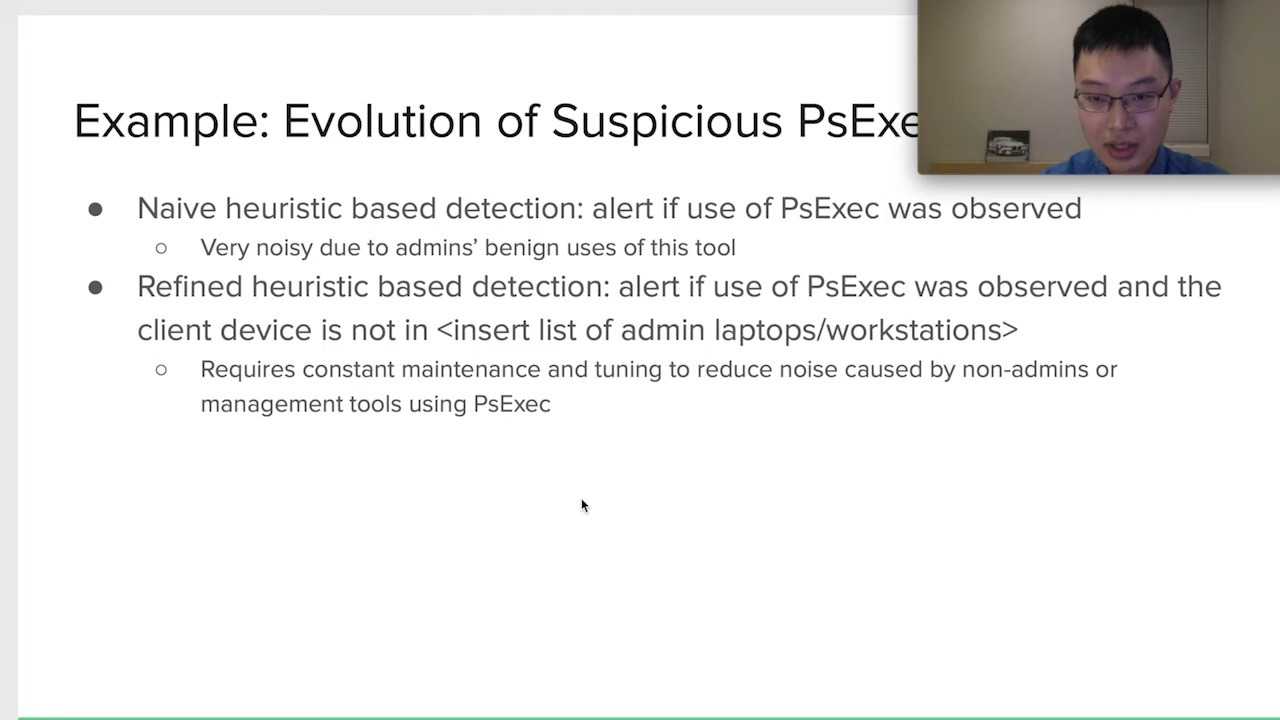 Example: Evolution of Suspicious PsExe
● Naive heuristic based detection: alert if use of PsExec was observed
○ Very noisy due to admins’ benign uses of this tool
● Refined heuristic based detection: alert if use of PsExec was observed and the
client device is not in <insert list of admin laptops/workstations>
○ Requires constant maintenance and tuning to reduce noise caused by non-admins or
management tools using PsExec